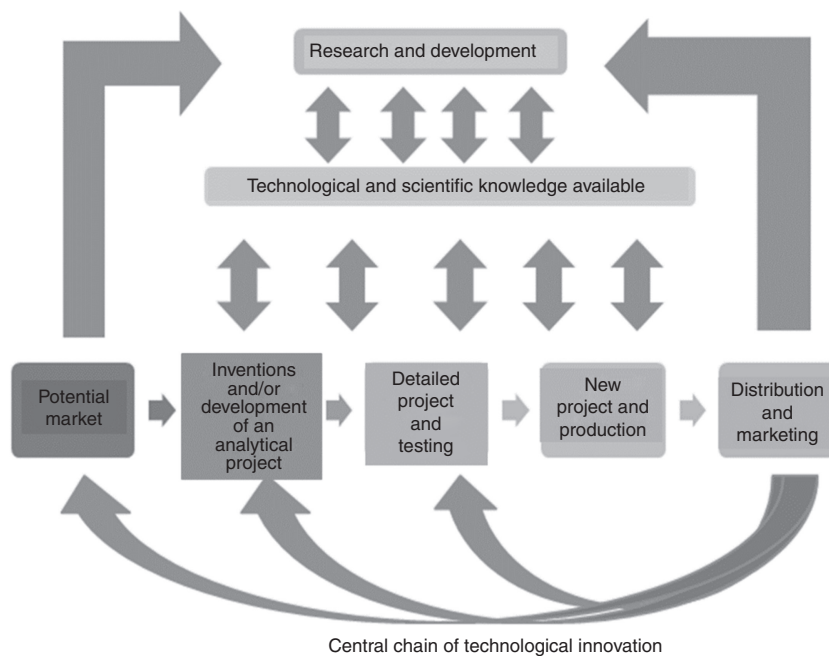 Research and development
Technological and scientific knowledge available
Potential
market
Inventions
and/or
development
of an
analytical
project
Detailed
project
and
testing
New
project and
production
Distribution
and
marketing
Central chain of technological innovation